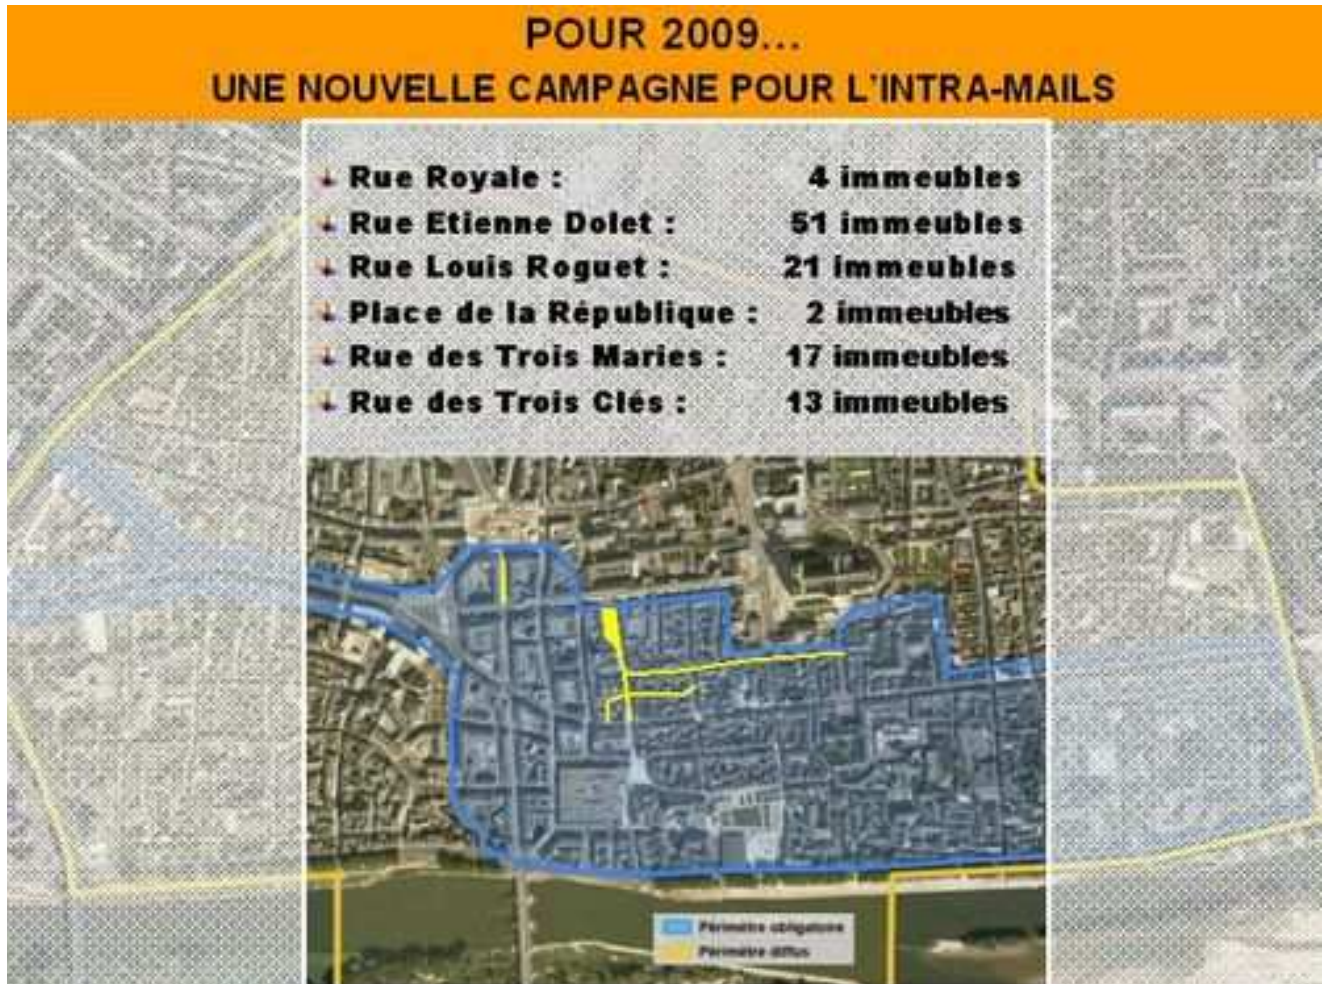 POUR 2009...
UNE NOUVELLE CAMPAGNE POUR L'INTRA-MAILS
Rue Royale : 4 immeubles
Rue Etienne Dolet : 51 immeubles
Rue Louis Roguet : 21 immeubles
Place de la République : 2 immeubles
Rue des Trois Maries : 17 immeubles
Rue des Trois Clés : 13 immeubles
Périmètre obligatoire
Périmètre diffus